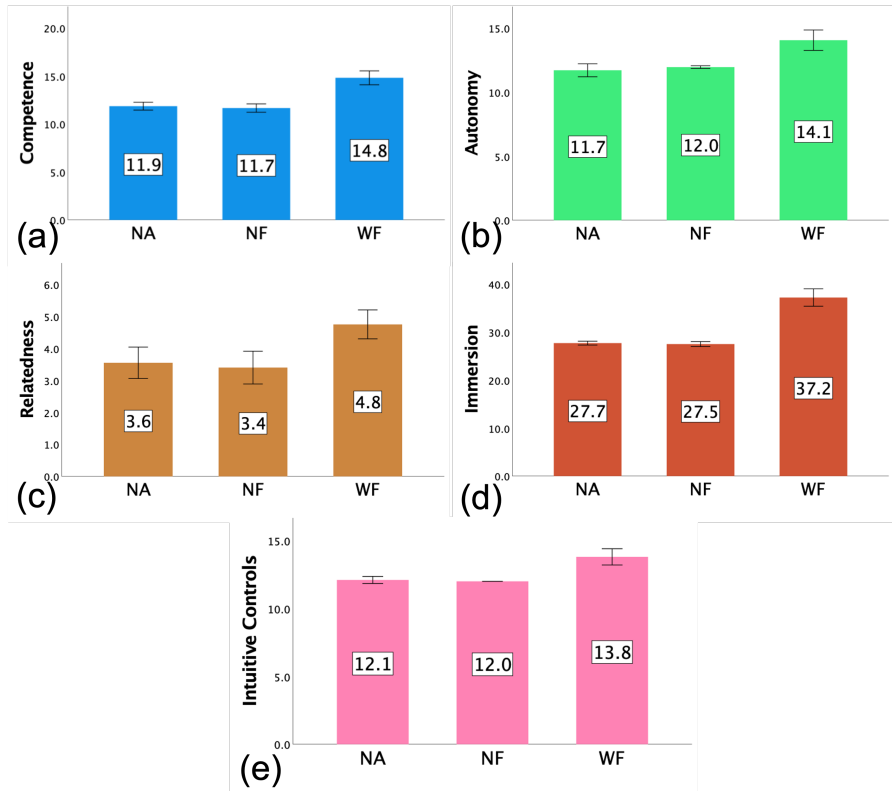 20.0
15.0
10.0
5.0
0.0
Competence
11.9
11.7
14.8
NA NF WF
(a)
15.0
10.0
5.0
0.0
Autonomy
11.7
12.0
14.1
NA NF WF
(b)
6.0
5.0
4.0
3.0
2.0
1.0
0.0
Relatedness
3.6
3.4
4.8
NA NF WF
(c)
40.0
30.0
20.0
10.0
0.0
Immersion
27.7
27.5
37.2
NA NF WF
(d)
15.0
10.0
5.0
0.0
Intuitive Controls
12.1
12.0
13.8
NA NF WF
(e)